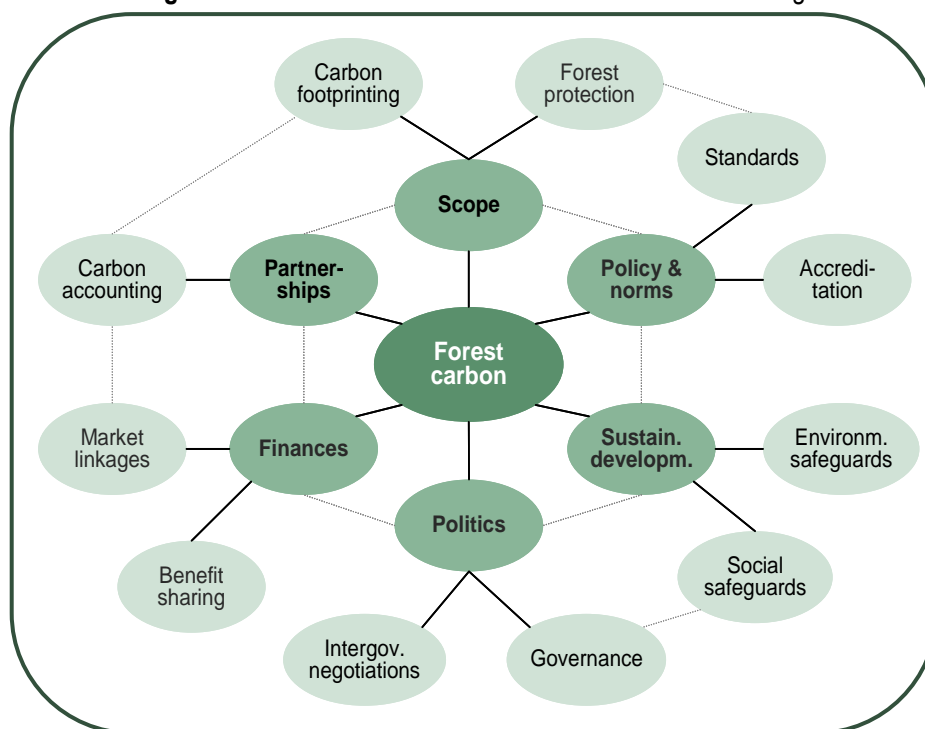 Carbon
footprinting
Forest
protection
Standards
Scope
Carbon
accounting
Partner-
ships
Policy &
norms
Accredi-
tation
Forest
carbon
Market
linkages
Finances
Sustain.
developm.
Environm.
safeguards
Politics
Benefit
sharing
Social
safeguards
Intergov.
negotiations
Governance